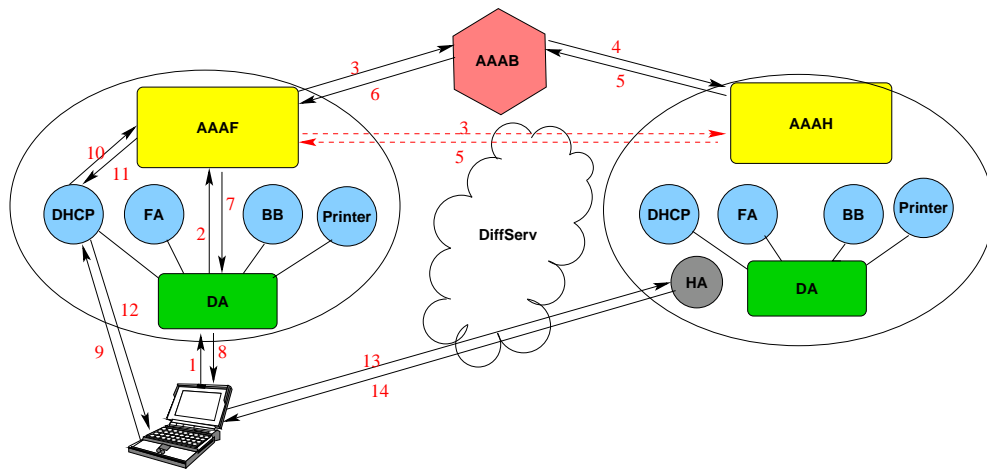 4
3
AAAB
5
6
AAAF
3
AAAH
10
5
11
7
DHCP
FA
BB
Printer
2
DiffServ
DHCP
FA
BB
Printer
HA
DA
DA
12
9
1
8
13
14